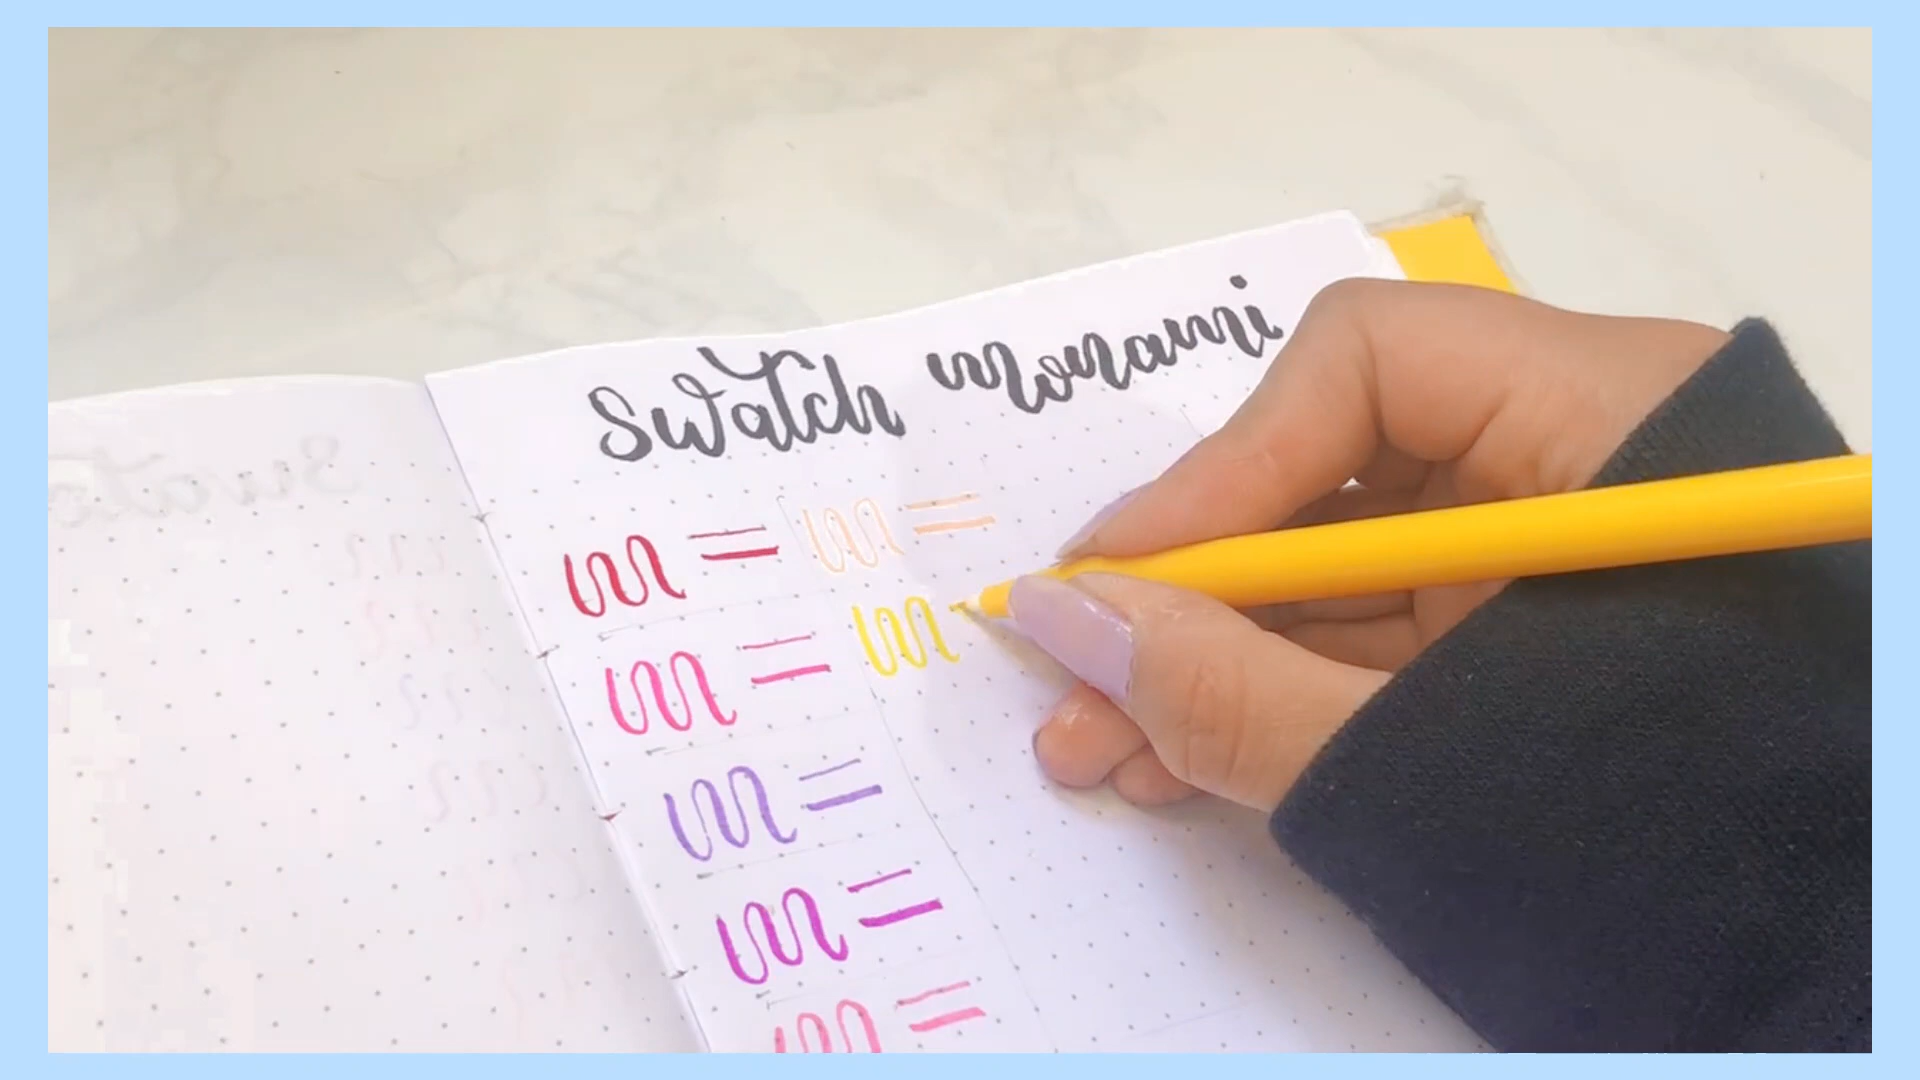 Swatch monami
m = m =
m = m -
m =
m =
m =